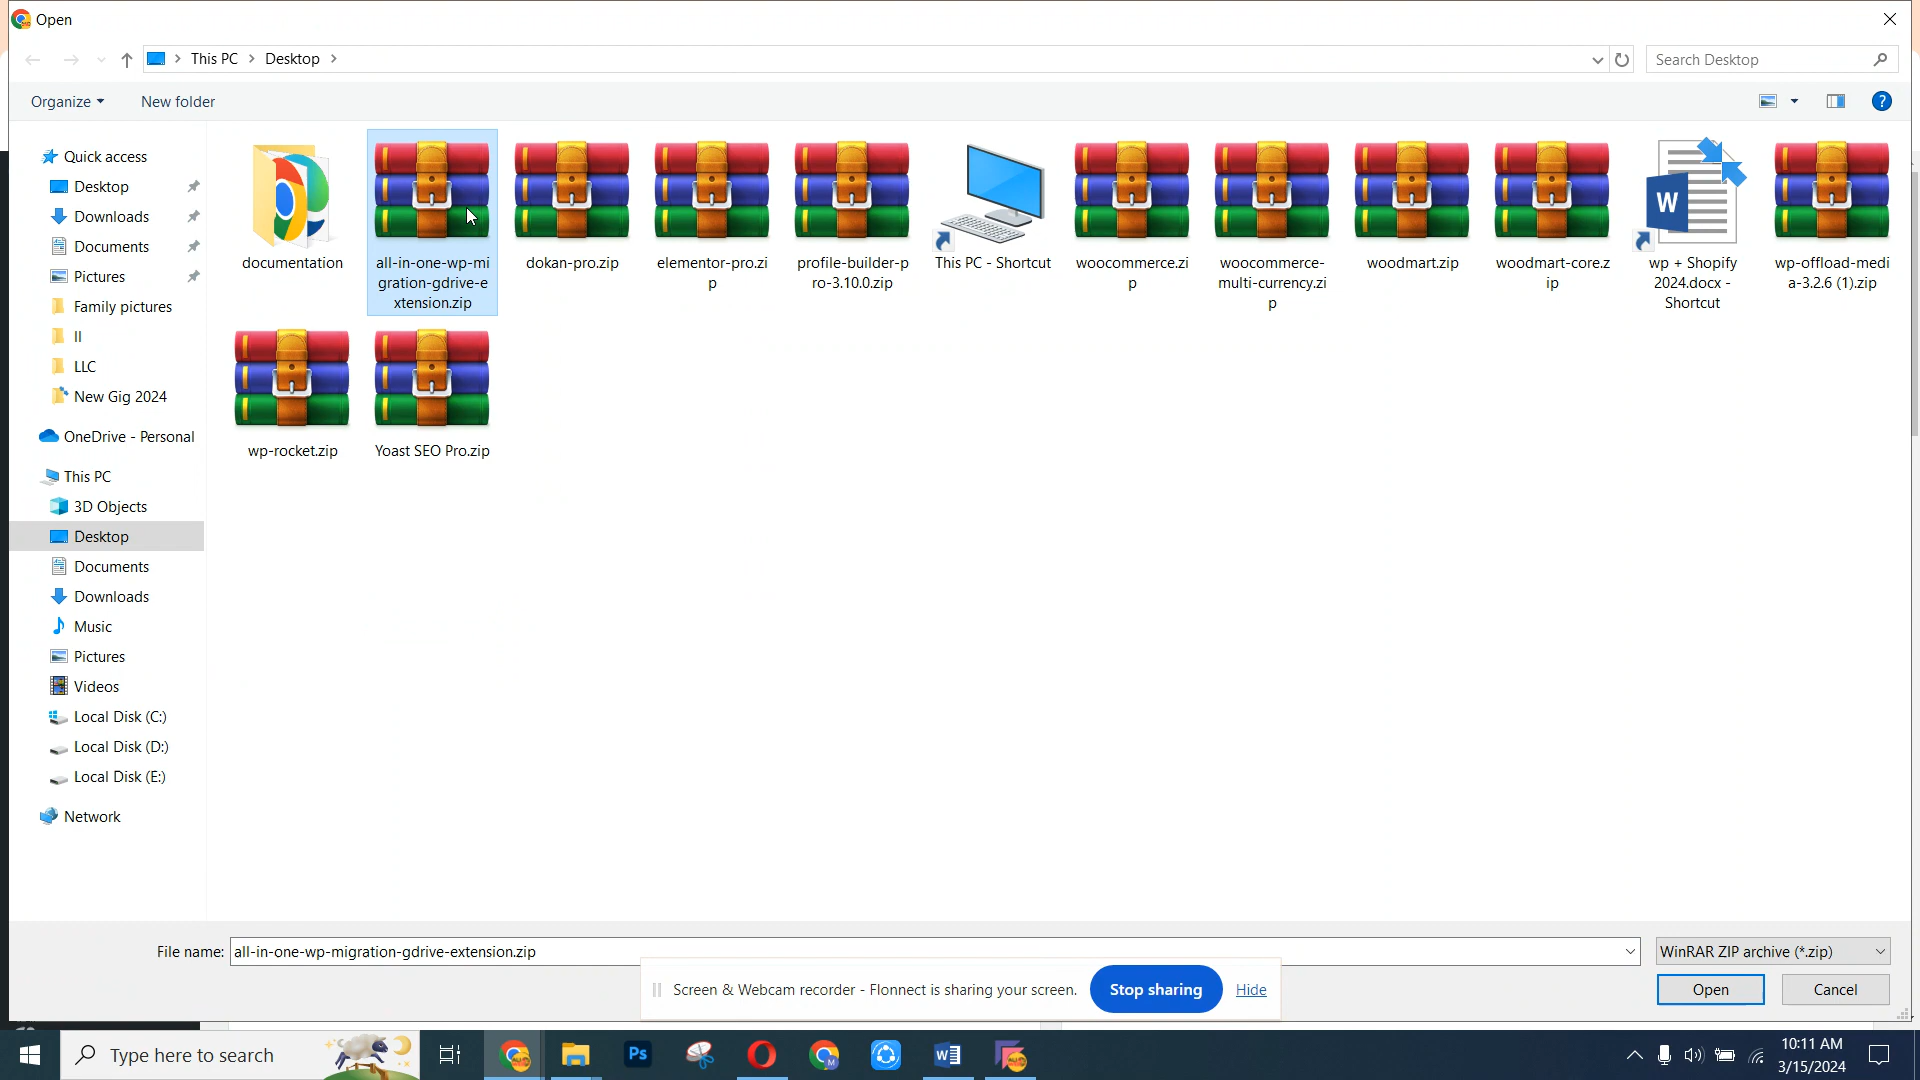 Open
This PC
Desktop
Search Desktop
Organize
New folder
?
Quick access
Desktop
Downloads
Documents
Pictures
Family pictures
II
LLC
New Gig 2024
OneDrive - Personal
This PC
3D Objects
Desktop
Documents
Downloads
Music
Pictures
Videos
Local Disk (C:)
Local Disk (D:)
Local Disk (E:)
Network
documentation
all-in-one-wp-mi
gration-gdrive-e
xtension.zip
dokan-pro.zip
elementor-pro.zi
p
profile-builder-p
ro-3.10.0.zip
This PC - Shortcut
woocommerce.zi
p
woocommerce-
multi-currency.zi
p
woodmart.zip
woodmart-core.z
ip
W
wp + Shopify
2024.docx -
Shortcut
wp-offload-medi
a-3.2.6 (1).zip
wp-rocket.zip
Yoast SEO Pro.zip
File name:
all-in-one-wp-migration-gdrive-extension.zip
WinRAR ZIP archive (*.zip)
Open
Cancel
Screen & Webcam recorder - Flonnect is sharing your screen.
Stop sharing
Hide
Type here to search
Ps
W
10:11 AM
3/15/2024